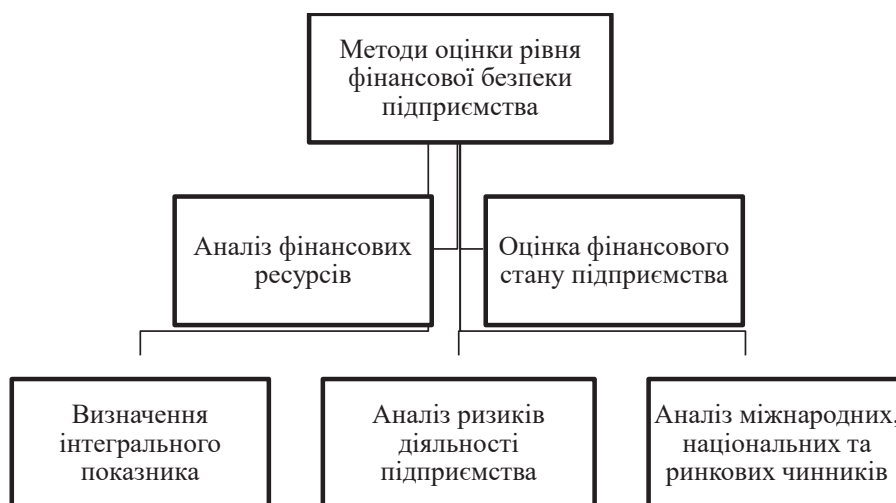 Методи оцінки рівня
фінансової безпеки
підприємства
Аналіз фінансових
ресурсів
Оцінка фінансового
стану підприємства
Визначення
інтегрального
показника
Аналіз ризиків
діяльності
підприємства
Аналіз міжнародних,
національних та
ринкових чинників